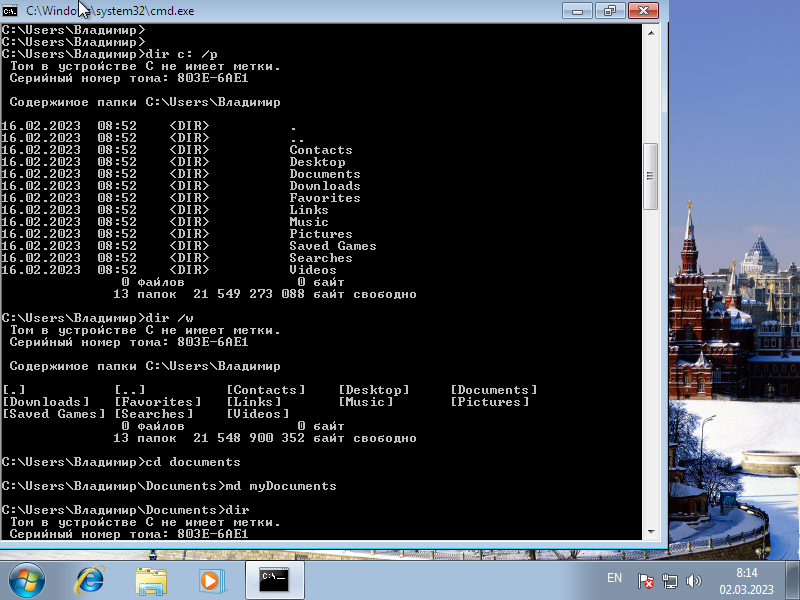 C:\Windows\system32\cmd.exe
C:\Users\Владимир>
C:\Users\Владимир>
C:\Users\Владимир>dir c: /p
Том в устройстве C не имеет метки.
Серийный номер тома: 803E-6AE1
Содержимое папки C:\Users\Владимир
16.02.2023 08:52 <DIR> .
16.02.2023 08:52 <DIR> ..
16.02.2023 08:52 <DIR> Contacts
16.02.2023 08:52 <DIR> Desktop
16.02.2023 08:52 <DIR> Documents
16.02.2023 08:52 <DIR> Downloads
16.02.2023 08:52 <DIR> Favorites
16.02.2023 08:52 <DIR> Links
16.02.2023 08:52 <DIR> Music
16.02.2023 08:52 <DIR> Pictures
16.02.2023 08:52 <DIR> Saved Games
16.02.2023 08:52 <DIR> Searches
16.02.2023 08:52 <DIR> Videos
0 файлов 0 байт
13 папок 21 549 273 088 байт свободно
C:\Users\Владимир>dir /w
Том в устройстве C не имеет метки.
Серийный номер тома: 803E-6AE1
Содержимое папки C:\Users\Владимир
[.] [..] [Contacts] [Desktop] [Documents]
[Downloads] [Favorites] [Links] [Music] [Pictures]
[Saved Games] [Searches] [Videos]
0 файлов 0 байт
13 папок 21 548 900 352 байт свободно
C:\Users\Владимир>cd documents
C:\Users\Владимир\Documents>md myDocuments
C:\Users\Владимир\Documents>dir
Том в устройстве C не имеет метки.
Серийный номер тома: 803E-6AE1
EN
8:14
02.03.2023